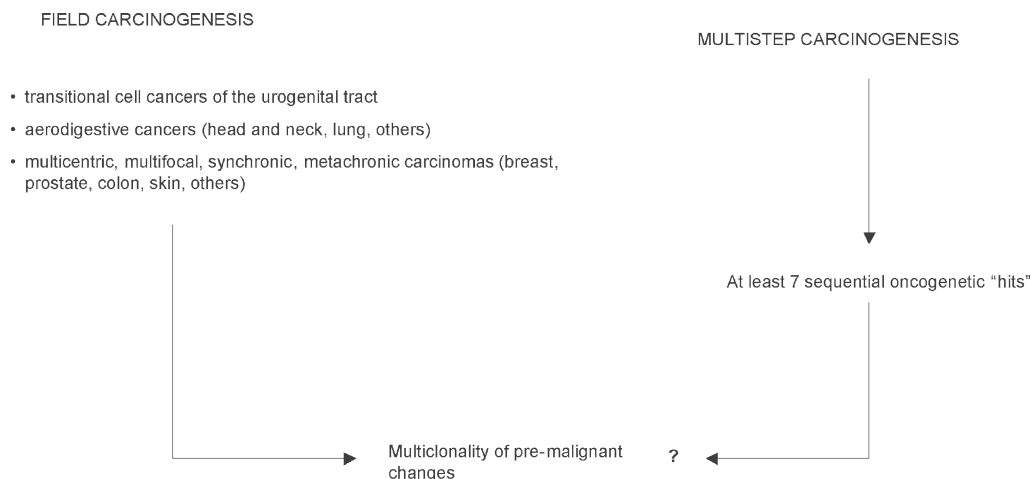 FIELD CARCINOGENESIS
MULTISTEP CARCINOGENESIS
• transitional cell cancers of the urogenital tract
• aerodigestive cancers (head and neck, lung, others)
• multicentric, multifocal, synchronic, metachronic carcinomas (breast,
prostate, colon, skin, others)
At least 7 sequential oncogenetic “hits”
Multiclonality of pre-malignant ?
changes